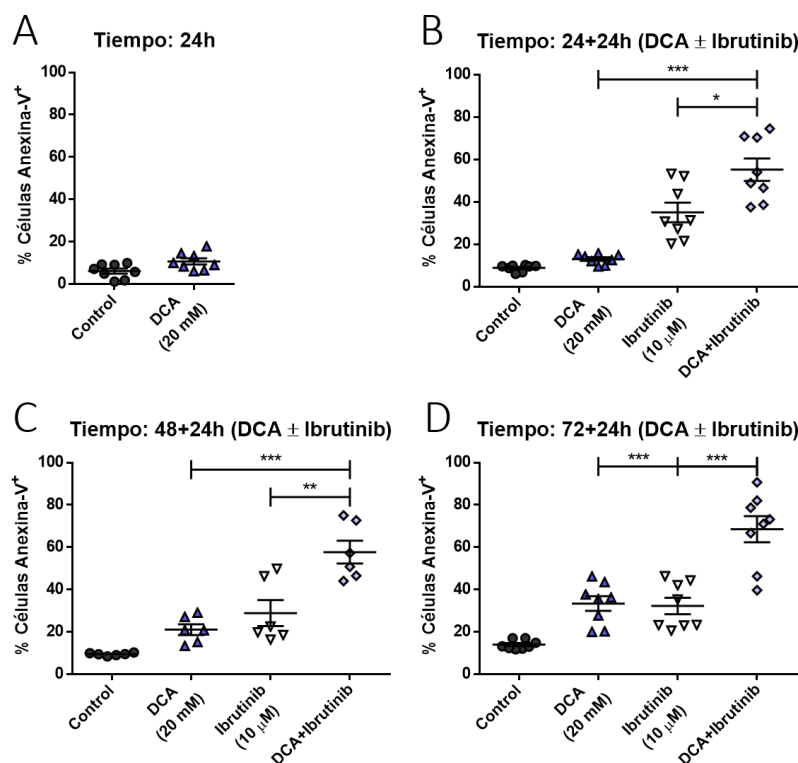 A
Tiempo: 24h
% Células Anexina-V+
100
80
60
40
20
0
Control
DCA
(20 mM)
B
Tiempo: 24+24h (DCA ± Ibrutinib)
% Células Anexina-V+
100
80
60
40
20
0
***
*
Control
DCA
(20 mM)
Ibrutinib
(10 µM)
DCA+Ibrutinib
C
Tiempo: 48+24h (DCA ± Ibrutinib)
% Células Anexina-V+
100
80
60
40
20
0
***
**
Control
DCA
(20 mM)
Ibrutinib
(10 µM)
DCA+Ibrutinib
D
Tiempo: 72+24h (DCA ± Ibrutinib)
% Células Anexina-V+
100
80
60
40
20
0
***
***
Control
DCA
(20 mM)
Ibrutinib
(10 µM)
DCA+Ibrutinib